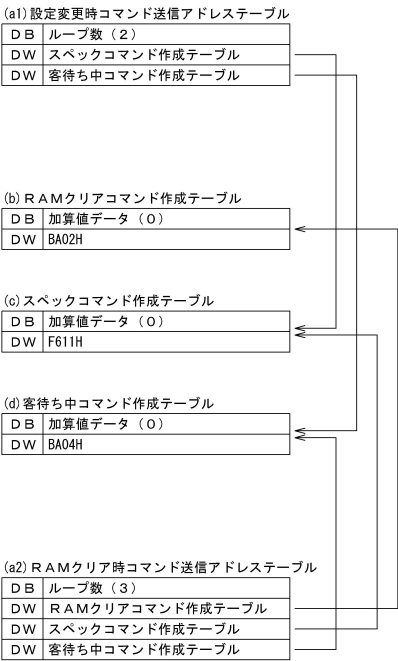 (a1)設定変更時コマンド送信アドレステーブル
ＤＢ ループ数（２）
ＤＷ スペックコマンド作成テーブル
ＤＷ 客待ち中コマンド作成テーブル
(b)ＲＡＭクリアコマンド作成テーブル
ＤＢ 加算値データ（０）
ＤＷ BA02H
(c)スペックコマンド作成テーブル
ＤＢ 加算値データ（０）
ＤＷ F611H
(d)客待ち中コマンド作成テーブル
ＤＢ 加算値データ（０）
ＤＷ BA04H
(a2)ＲＡＭクリア時コマンド送信アドレステーブル
ＤＢ ループ数（３）
ＤＷ ＲＡＭクリアコマンド作成テーブル
ＤＷ スペックコマンド作成テーブル
ＤＷ 客待ち中コマンド作成テーブル